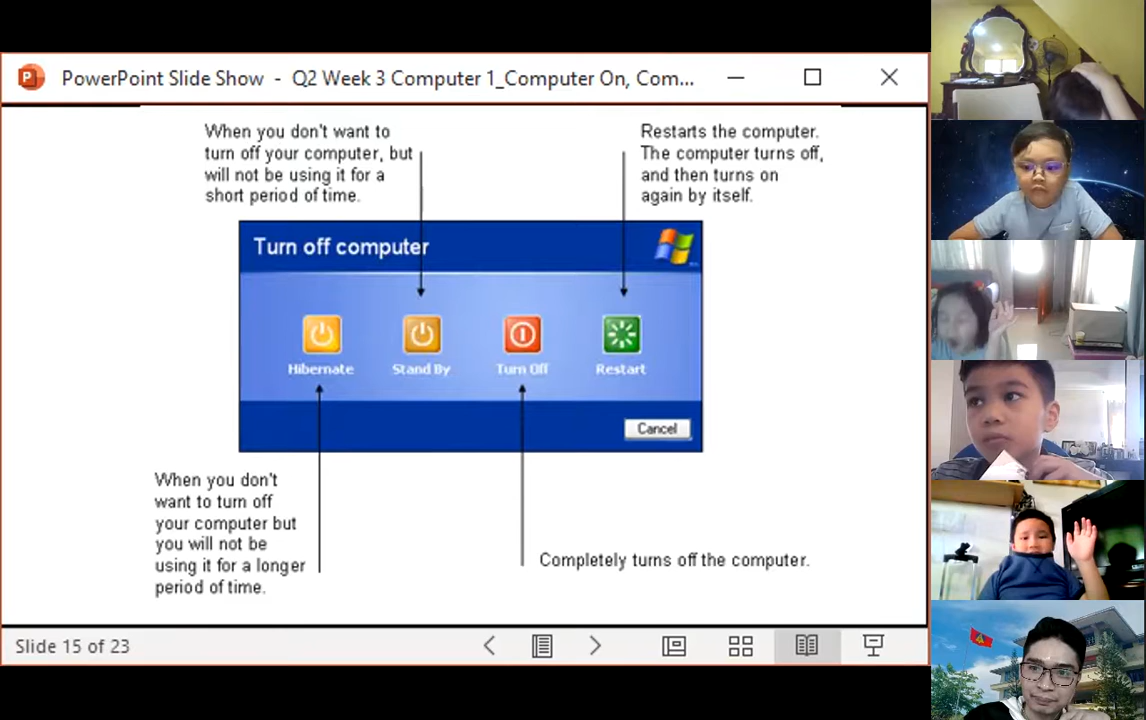 PowerPoint Slide Show - Q2 Week 3 Computer 1_Computer On, Com...
When you don't want to
turn off your computer, but
will not be using it for a
short period of time.
Restarts the computer.
The computer turns off,
and then turns on
again by itself.
Turn off computer
Hibernate
Stand By
Turn Off
Restart
Cancel
When you don't
want to turn off
your computer but
you will not be
using it for a longer
period of time.
Completely turns off the computer.
Slide 15 of 23